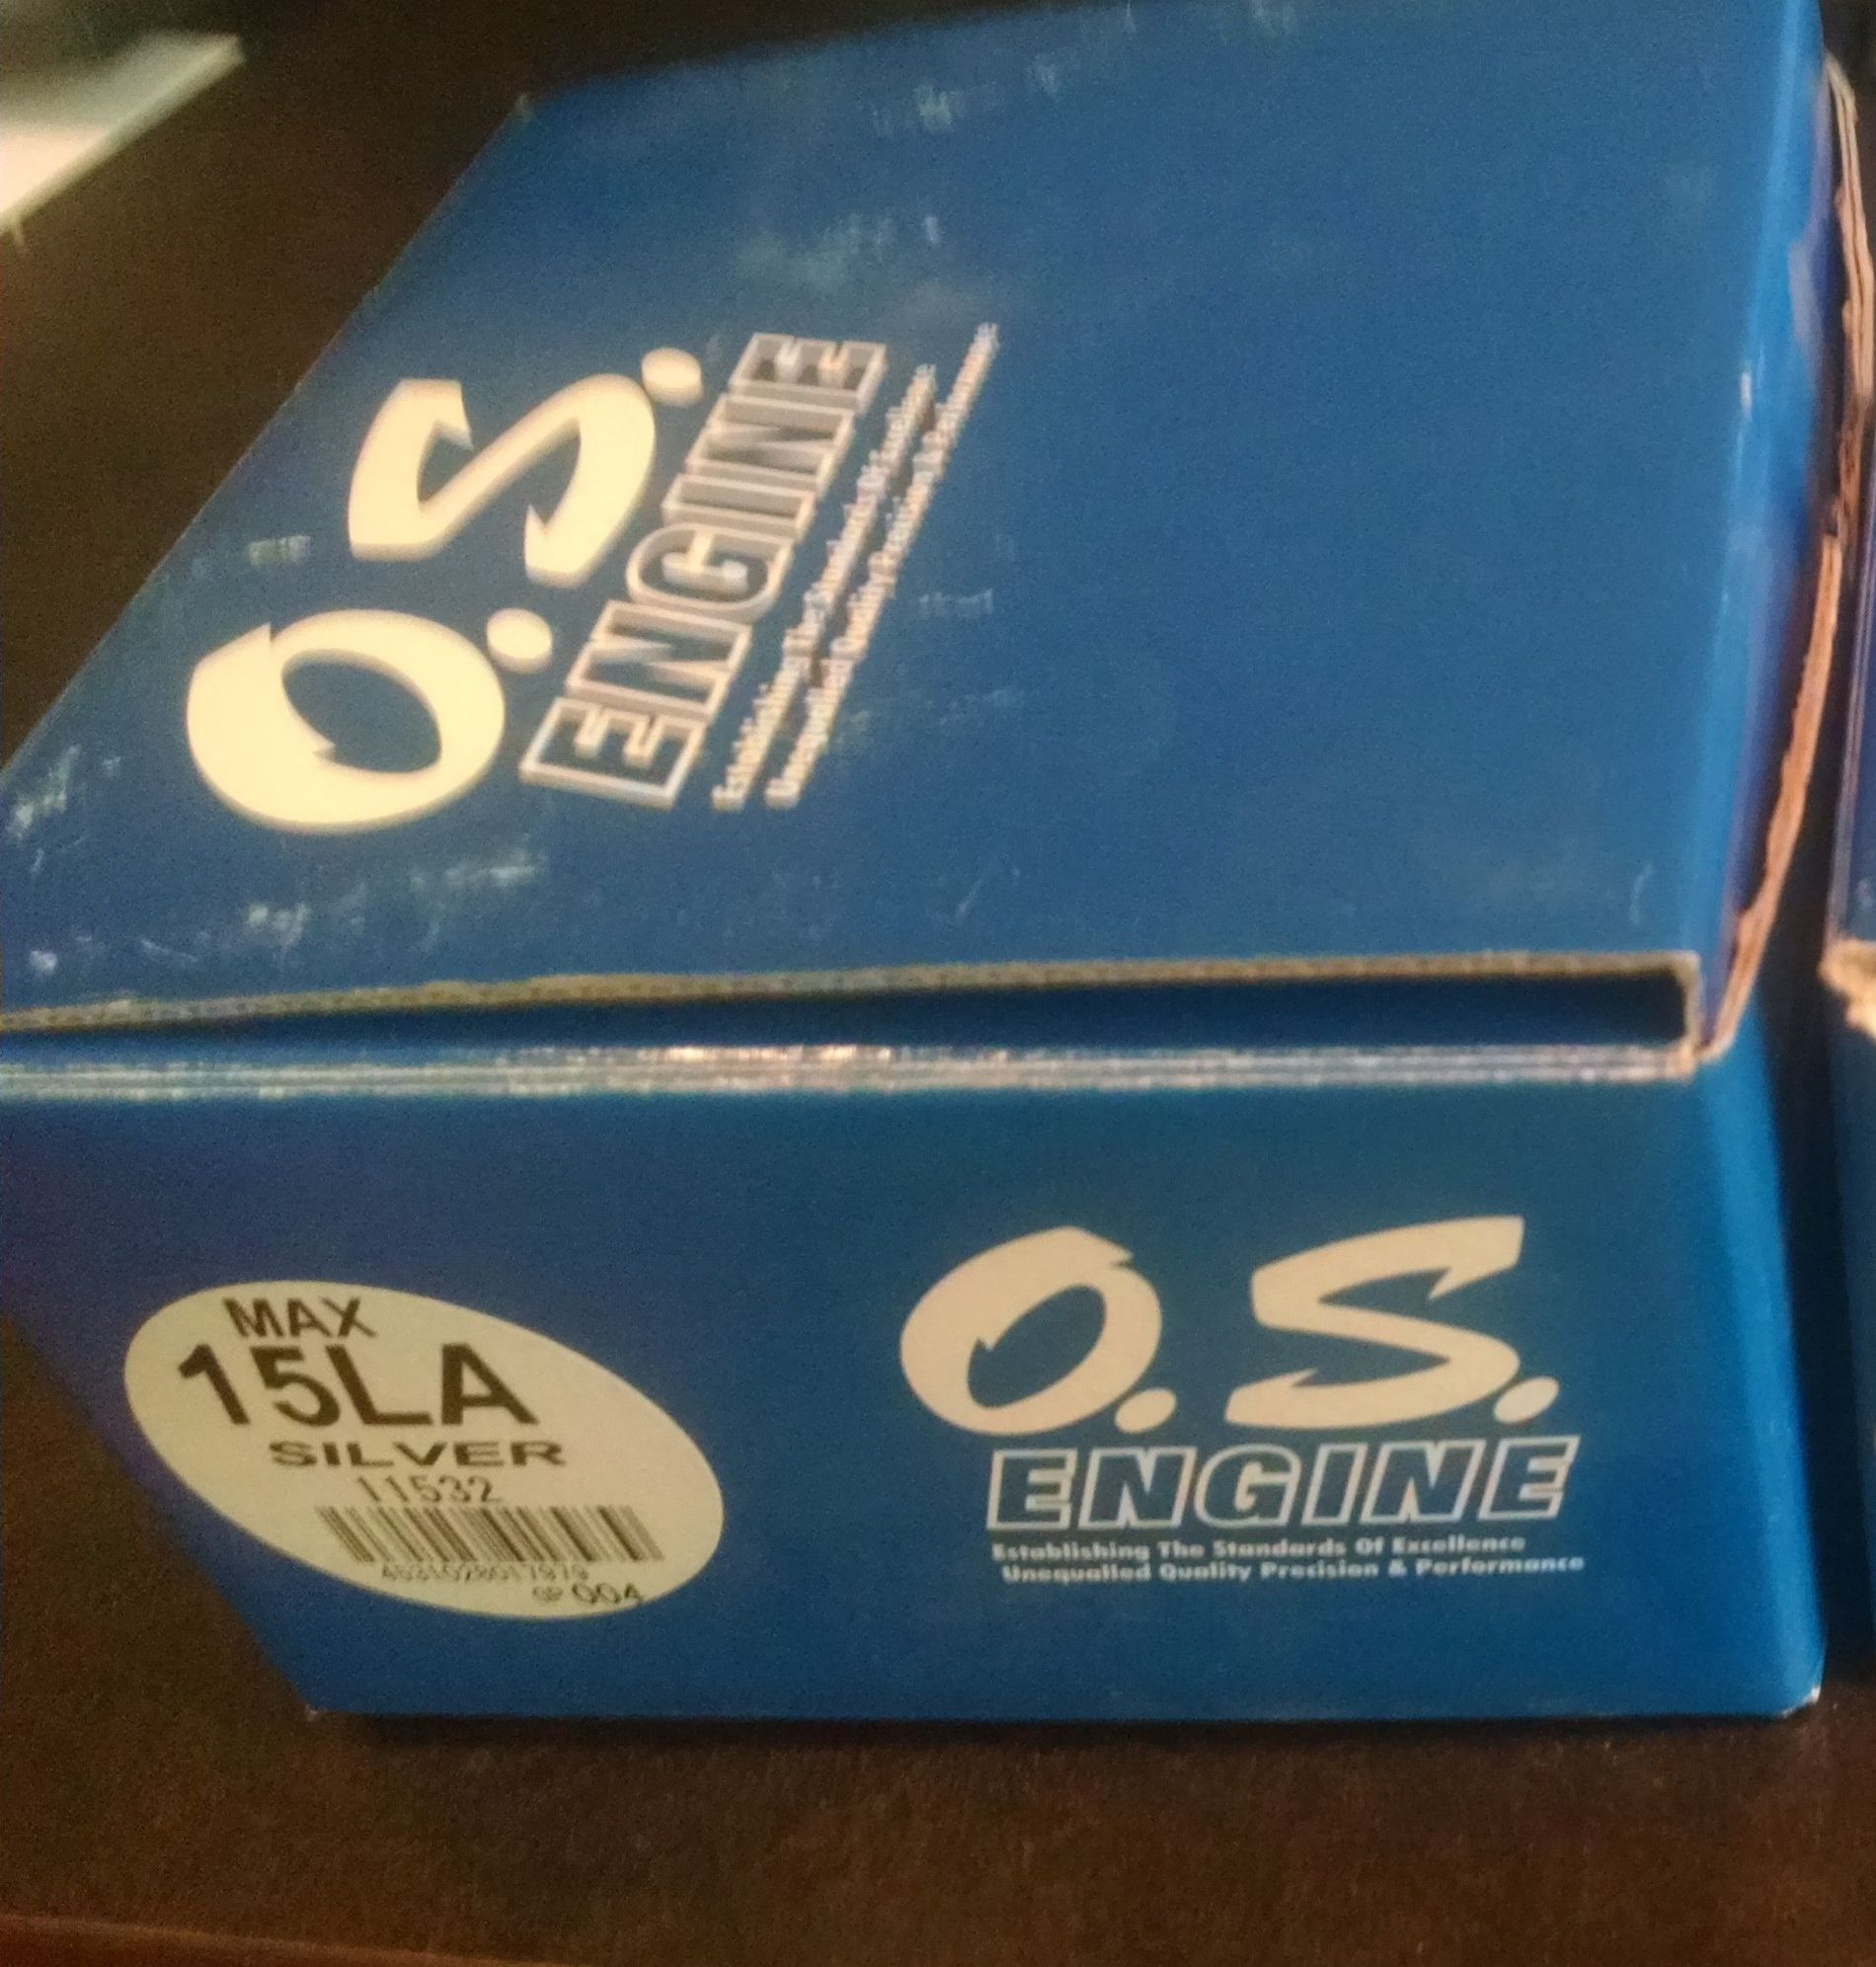 O.S.
ENGINE
Establishing The Standards Of Excellence
Unequalled Quality Precision & Performance
MAX
15LA
SILVER
11532
004
O.S.
ENGINE
Establishing The Standards Of Excellence
Unequalled Quality Precision & Performance